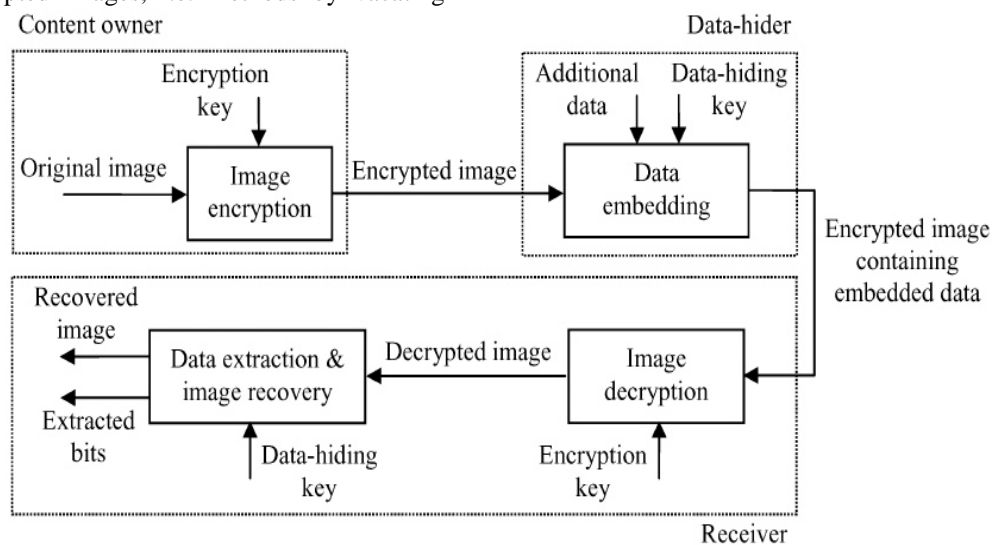 Content owner
Data-hider
Encryption
key
Additional
data
Data-hiding
key
Original image
Image
encryption
Encrypted image
Data
embedding
Encrypted image
containing
embedded data
Recovered
image
Data extraction &
image recovery
Decrypted image
Image
decryption
Extracted
bits
Data-hiding
key
Encryption
key
Receiver